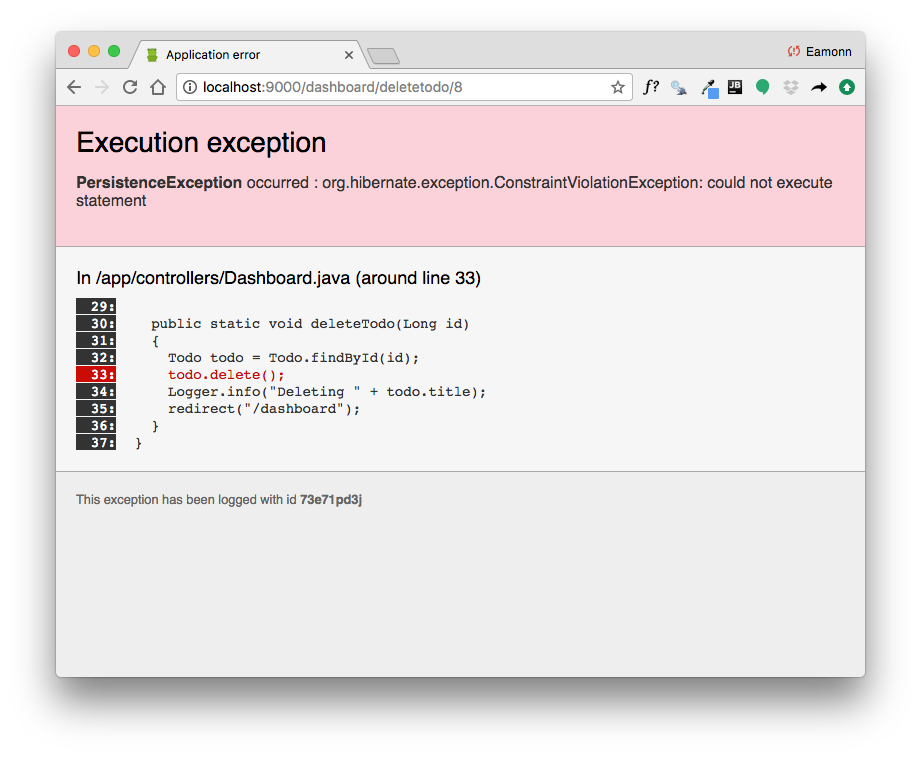 Application error
Eamonn
localhost:9000/dashboard/deletetodo/8
f?
JB
Execution exception
PersistenceException occurred : org.hibernate.exception.ConstraintViolationException: could not execute
statement
In /app/controllers/Dashboard.java (around line 33)
29:
30: public static void deleteTodo(Long id)
31: {
32: Todo todo = Todo.findById(id);
33: todo.delete();
34: Logger.info("Deleting " + todo.title);
35: redirect("/dashboard");
36: }
37: }
This exception has been logged with id 73e71pd3j